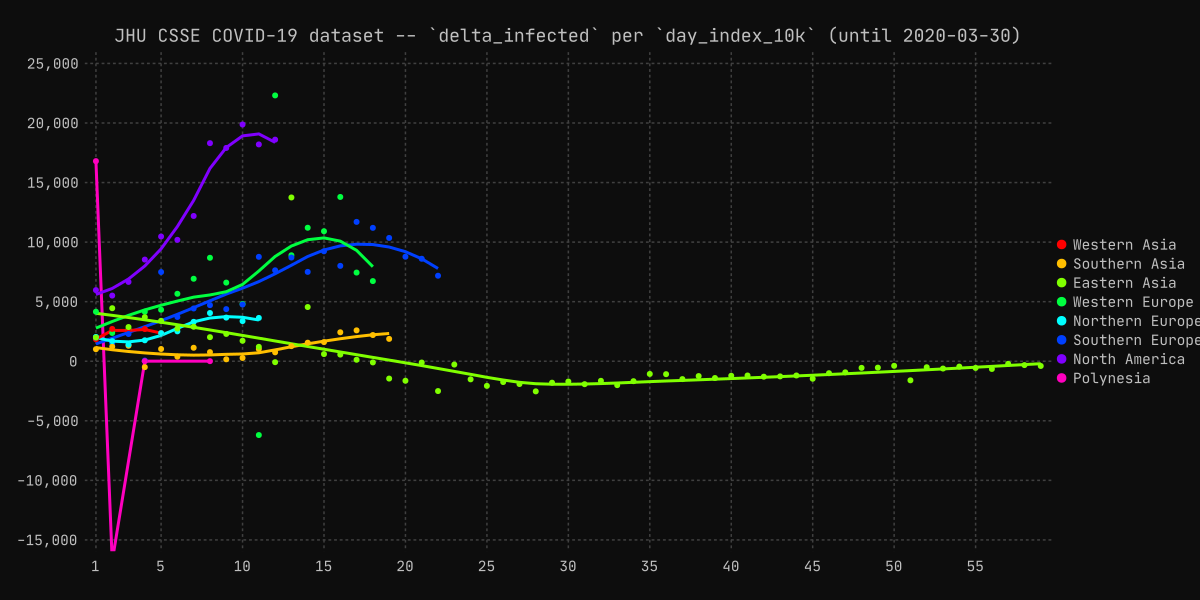 JHU CSSE COVID-19 dataset -- `delta_infected` per `day_index_10k` (until 2020-03-30)
25,000
20,000
15,000
10,000
5,000
0
-5,000
-10,000
-15,000
1 5 10 15 20 25 30 35 40 45 50 55
Western Asia
Southern Asia
Eastern Asia
Western Europe
Northern Europe
Southern Europe
North America
Polynesia